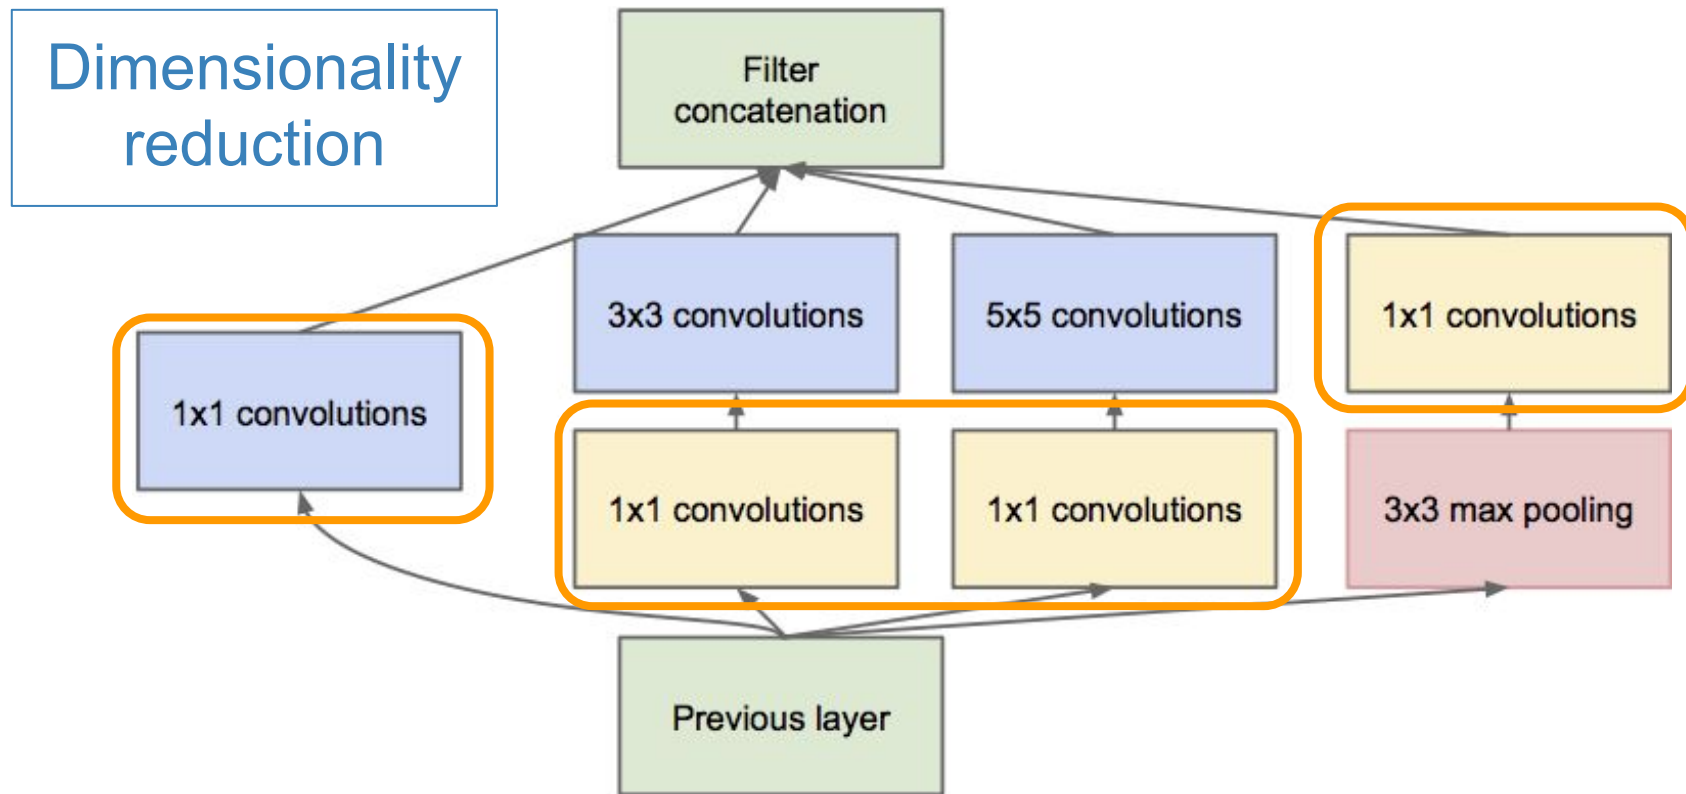 Dimensionality
reduction
Filter
concatenation
3x3 convolutions
5x5 convolutions
1x1 convolutions
1x1 convolutions
1x1 convolutions
1x1 convolutions
3x3 max pooling
Previous layer